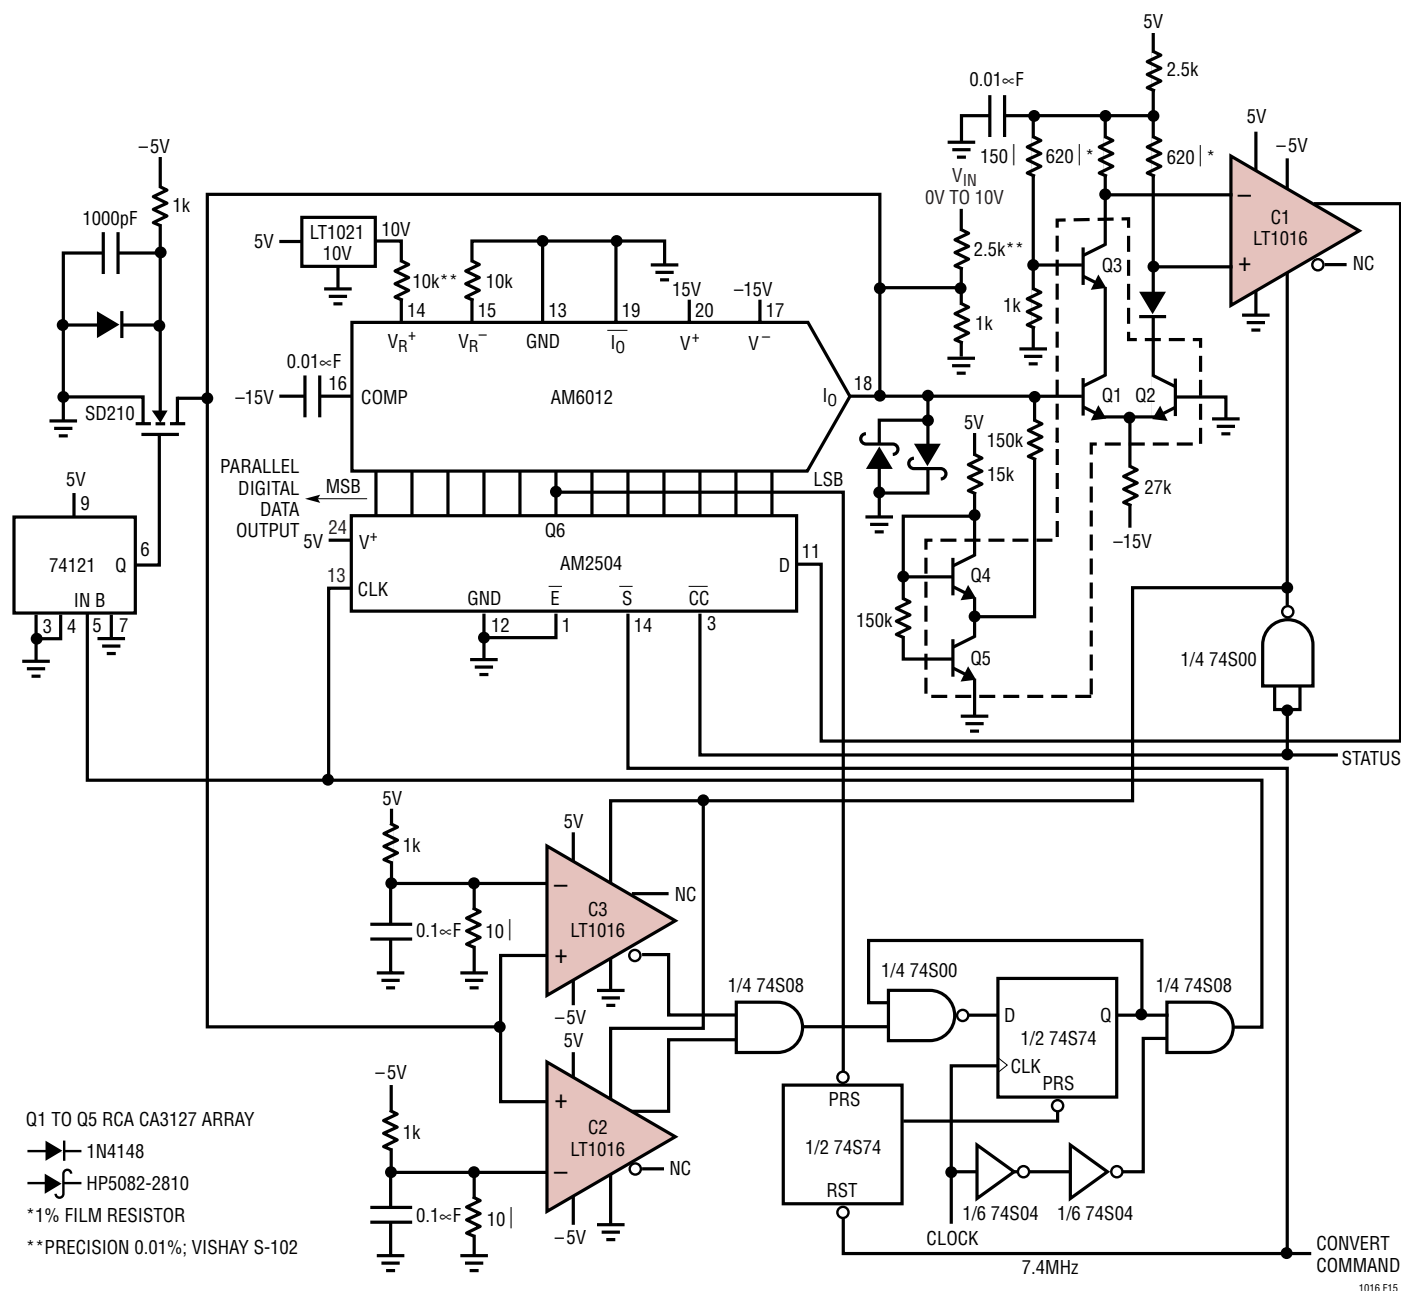 5V
2.5k
0.01∝F
150|
620|*
620|*
5V
–5V
–
C1
LT1016
+
NC
VIN
0V TO 10V
2.5k**
1k
1k
Q3
Q1
Q2
27k
–15V
–5V
1k
1000pF
SD210
5V
9
74121
Q
6
IN B
3
4
5
7
5V
LT1021
10V
10V
10k**
10k
14
15
13
19
15V
20
–15V
17
VR+
VR–
GND
IO
V+
V–
0.01∝F
–15V
16
COMP
AM6012
IO
18
PARALLEL
DIGITAL
DATA
OUTPUT
MSB
LSB
5V
24
V+
Q6
13
CLK
AM2504
D
11
GND
E
S
CC
12
1
14
3
5V
15k
150k
Q4
150k
Q5
1/4 74S00
STATUS
5V
1k
0.1∝F
10|
5V
–
C3
LT1016
+
–5V
NC
–5V
1k
0.1∝F
10|
5V
+
C2
LT1016
–
–5V
NC
1/4 74S08
1/4 74S00
D
Q
1/2 74S74
CLK
PRS
1/4 74S08
PRS
1/2 74S74
RST
1/6 74S04
1/6 74S04
CLOCK
7.4MHz
CONVERT
COMMAND
Q1 TO Q5 RCA CA3127 ARRAY
1N4148
HP5082-2810
*1% FILM RESISTOR
**PRECISION 0.01%; VISHAY S-102
1016 F15